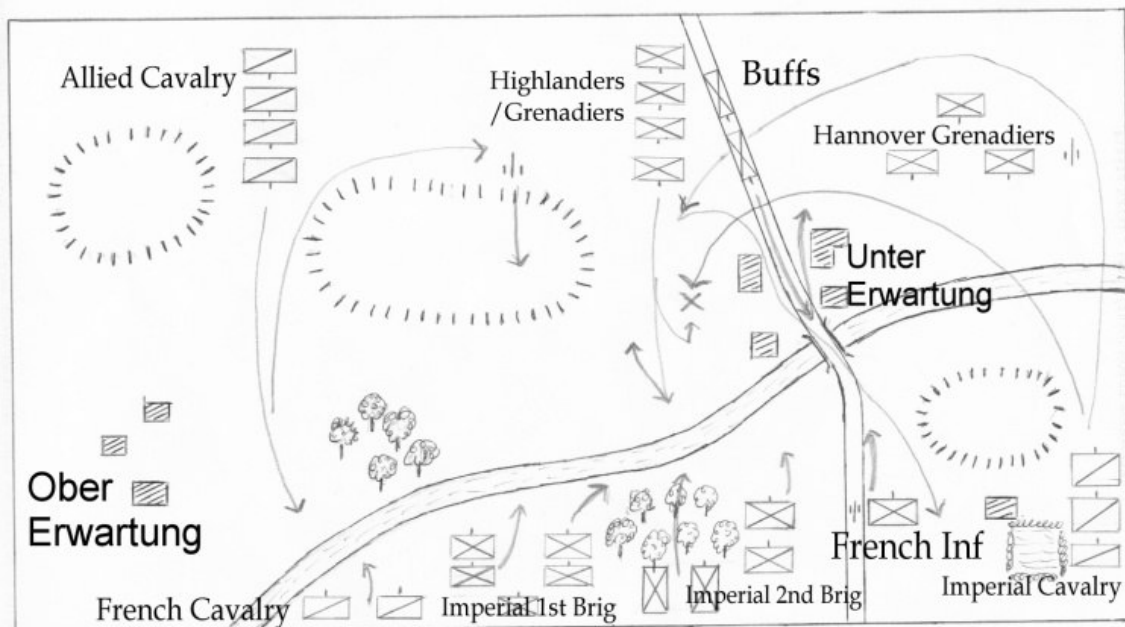 Allied Cavalry
Highlanders
/Grenadiers
Buffs
Hannover Grenadiers
Unter
Erwartung
Ober
Erwartung
French Cavalry
Imperial 1st Brig
Imperial 2nd Brig
French Inf
Imperial Cavalry